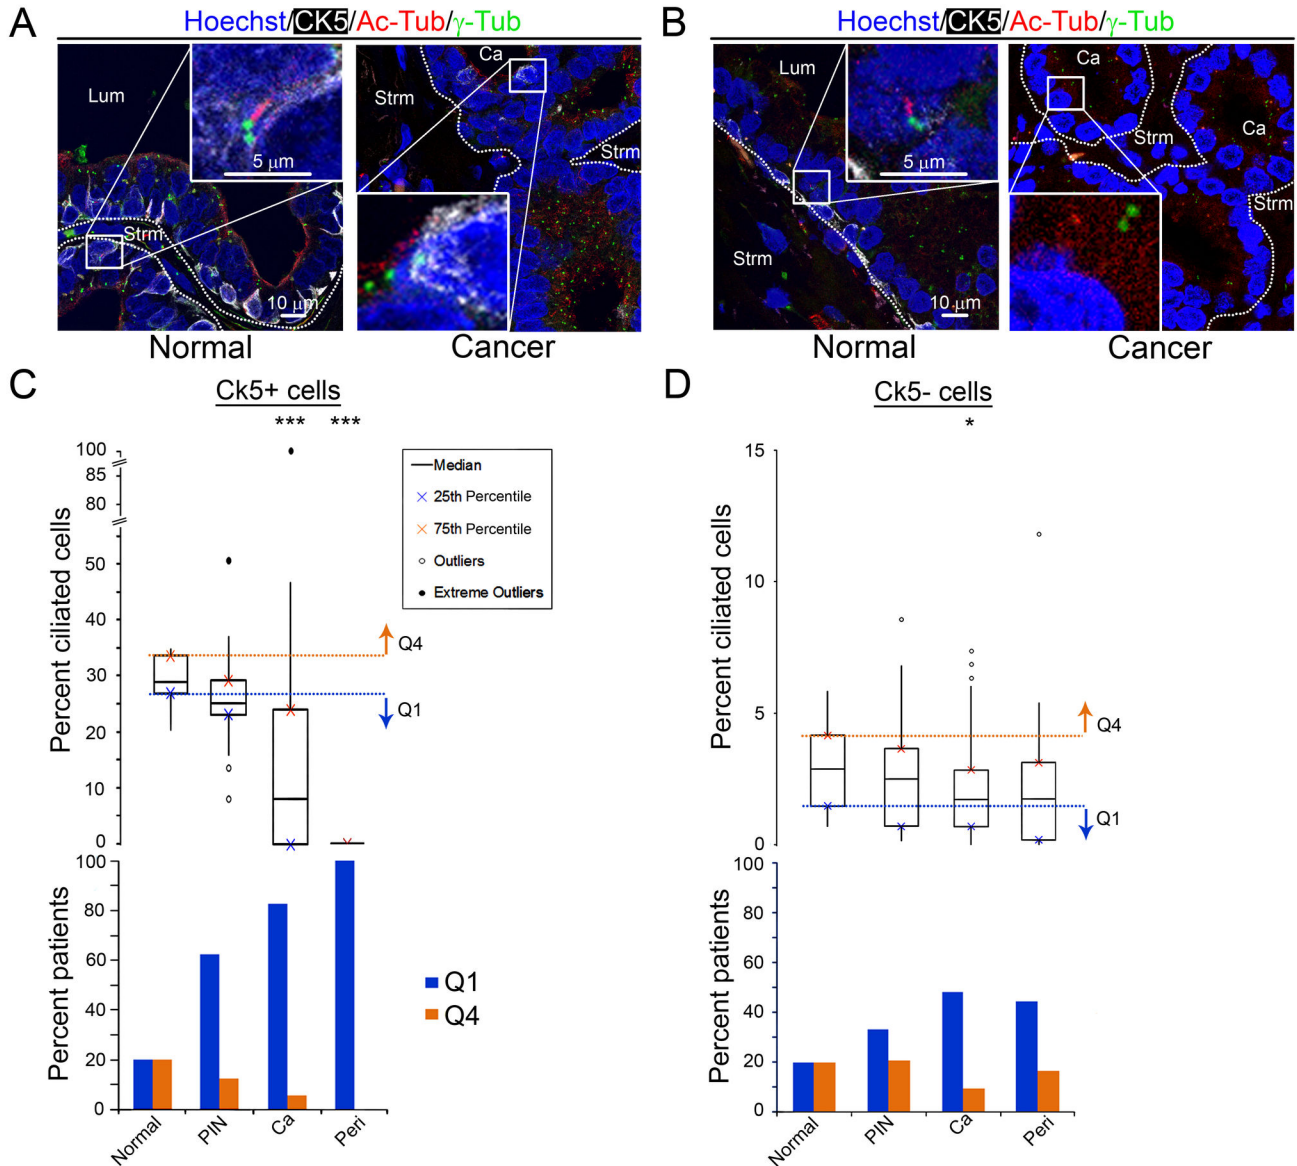 A
Hoechst/CK5/Ac-Tub/γ-Tub
Lum
Strm
5 μm
10 μm
Normal
Ca
Strm
Strm
Cancer
B
Hoechst/CK5/Ac-Tub/γ-Tub
Lum
Strm
5 μm
10 μm
Normal
Ca
Strm
Ca
Strm
Cancer
C
Ck5+ cells
*** ***
Percent ciliated cells
100
85
80
50
40
30
20
10
0
Median
25th Percentile
75th Percentile
Outliers
Extreme Outliers
Q4
Q1
Percent patients
100
80
60
40
20
0
Normal
PIN
Ca
Peri
Q1
Q4
D
Ck5- cells
*
Percent ciliated cells
15
10
5
0
Q4
Q1
Percent patients
100
80
60
40
20
0
Normal
PIN
Ca
Peri